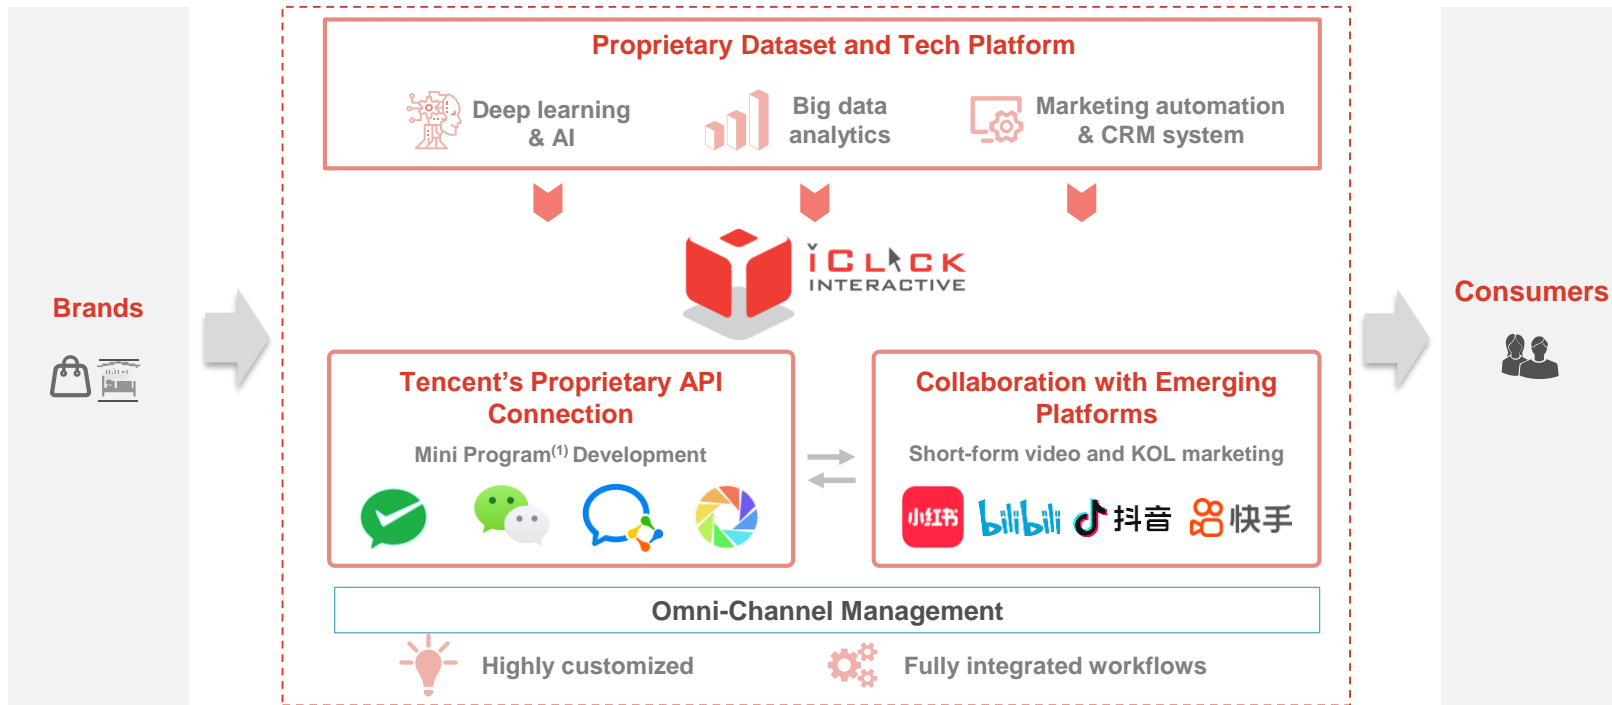 Proprietary Dataset and Tech Platform
Deep learning
& AI
Big data
analytics
Marketing automation
& CRM system
iCLICK
INTERACTIVE
Brands
Consumers
Tencent’s Proprietary API
Connection
Mini Program(1) Development
Collaboration with Emerging
Platforms
Short-form video and KOL marketing
小红书
bilibili
抖音
快手
Omni-Channel Management
Highly customized
Fully integrated workflows